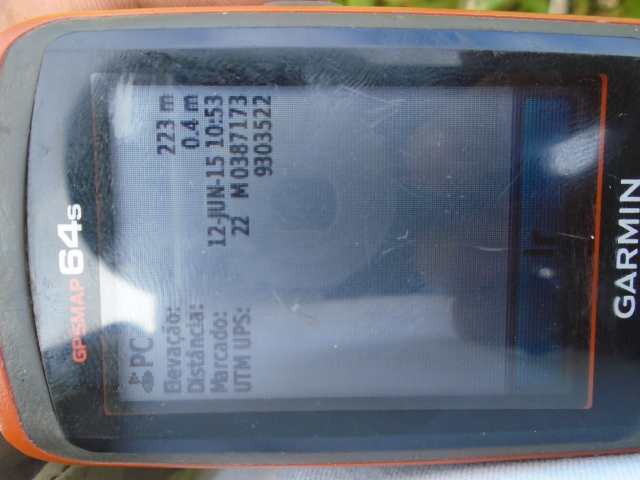 GPSMAP 64s
PC
Elevação: 223 m
Distância: 0.4 m
Marcado: 12-JUN-15 10:53
UTM UPS: 22 M 0387173
9303522
Ir
GARMIN